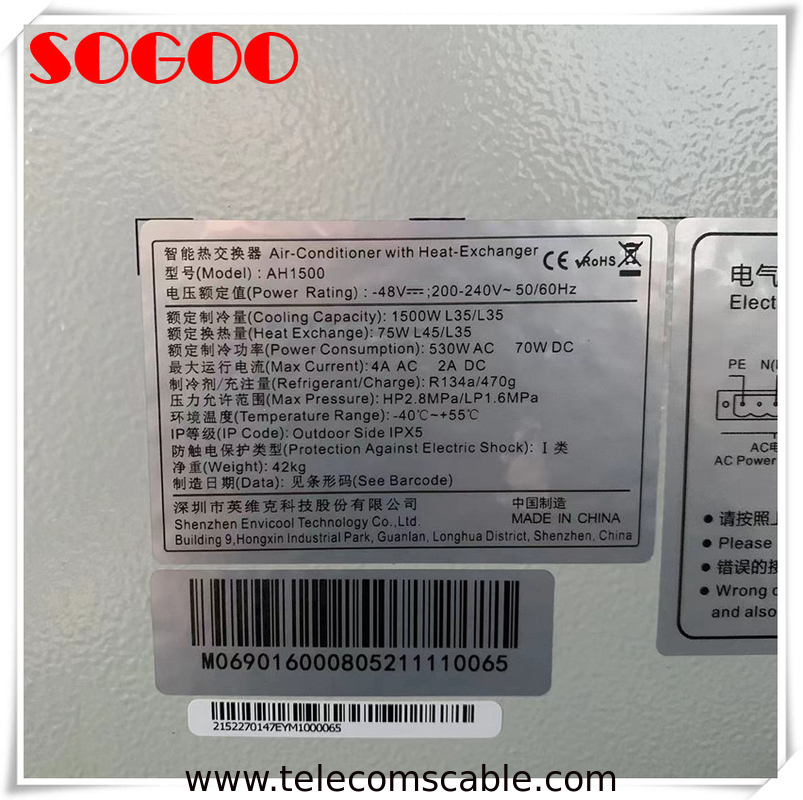 SOGOO
智能热交换器 Air-Conditioner with Heat-Exchanger
CE RoHS
型号(Model) : AH1500
电压额定值(Power Rating) : -48V⎓;200-240V~ 50/60Hz
额定制冷量(Cooling Capacity): 1500W L35/L35
额定换热量(Heat Exchange): 75W L45/L35
额定制冷功率(Power Consumption): 530W AC 70W DC
最大运行电流(Max Current): 4A AC 2A DC
制冷剂/充注量(Refrigerant/Charge): R134a/470g
压力允许范围(Max Pressure): HP2.8MPa/LP1.6MPa
环境温度(Temperature Range): -40℃~+55℃
IP等级(IP Code): Outdoor Side IPX5
防触电保护类型(Protection Against Electric Shock): I 类
净重(Weight): 42kg
制造日期(Data): 见条形码(See Barcode)
深圳市英维克科技股份有限公司 中国制造
Shenzhen Envicool Technology Co.,Ltd. MADE IN CHINA
Building 9,Hongxin Industrial Park, Guanlan, Longhua District, Shenzhen, China
电气
Elect
PE N(
AC电
AC Power
● 请按照
● Please
● 错误的接
● Wrong
and also
M069016000805211110065
2152270147EYM1000065
www.telecomscable.com